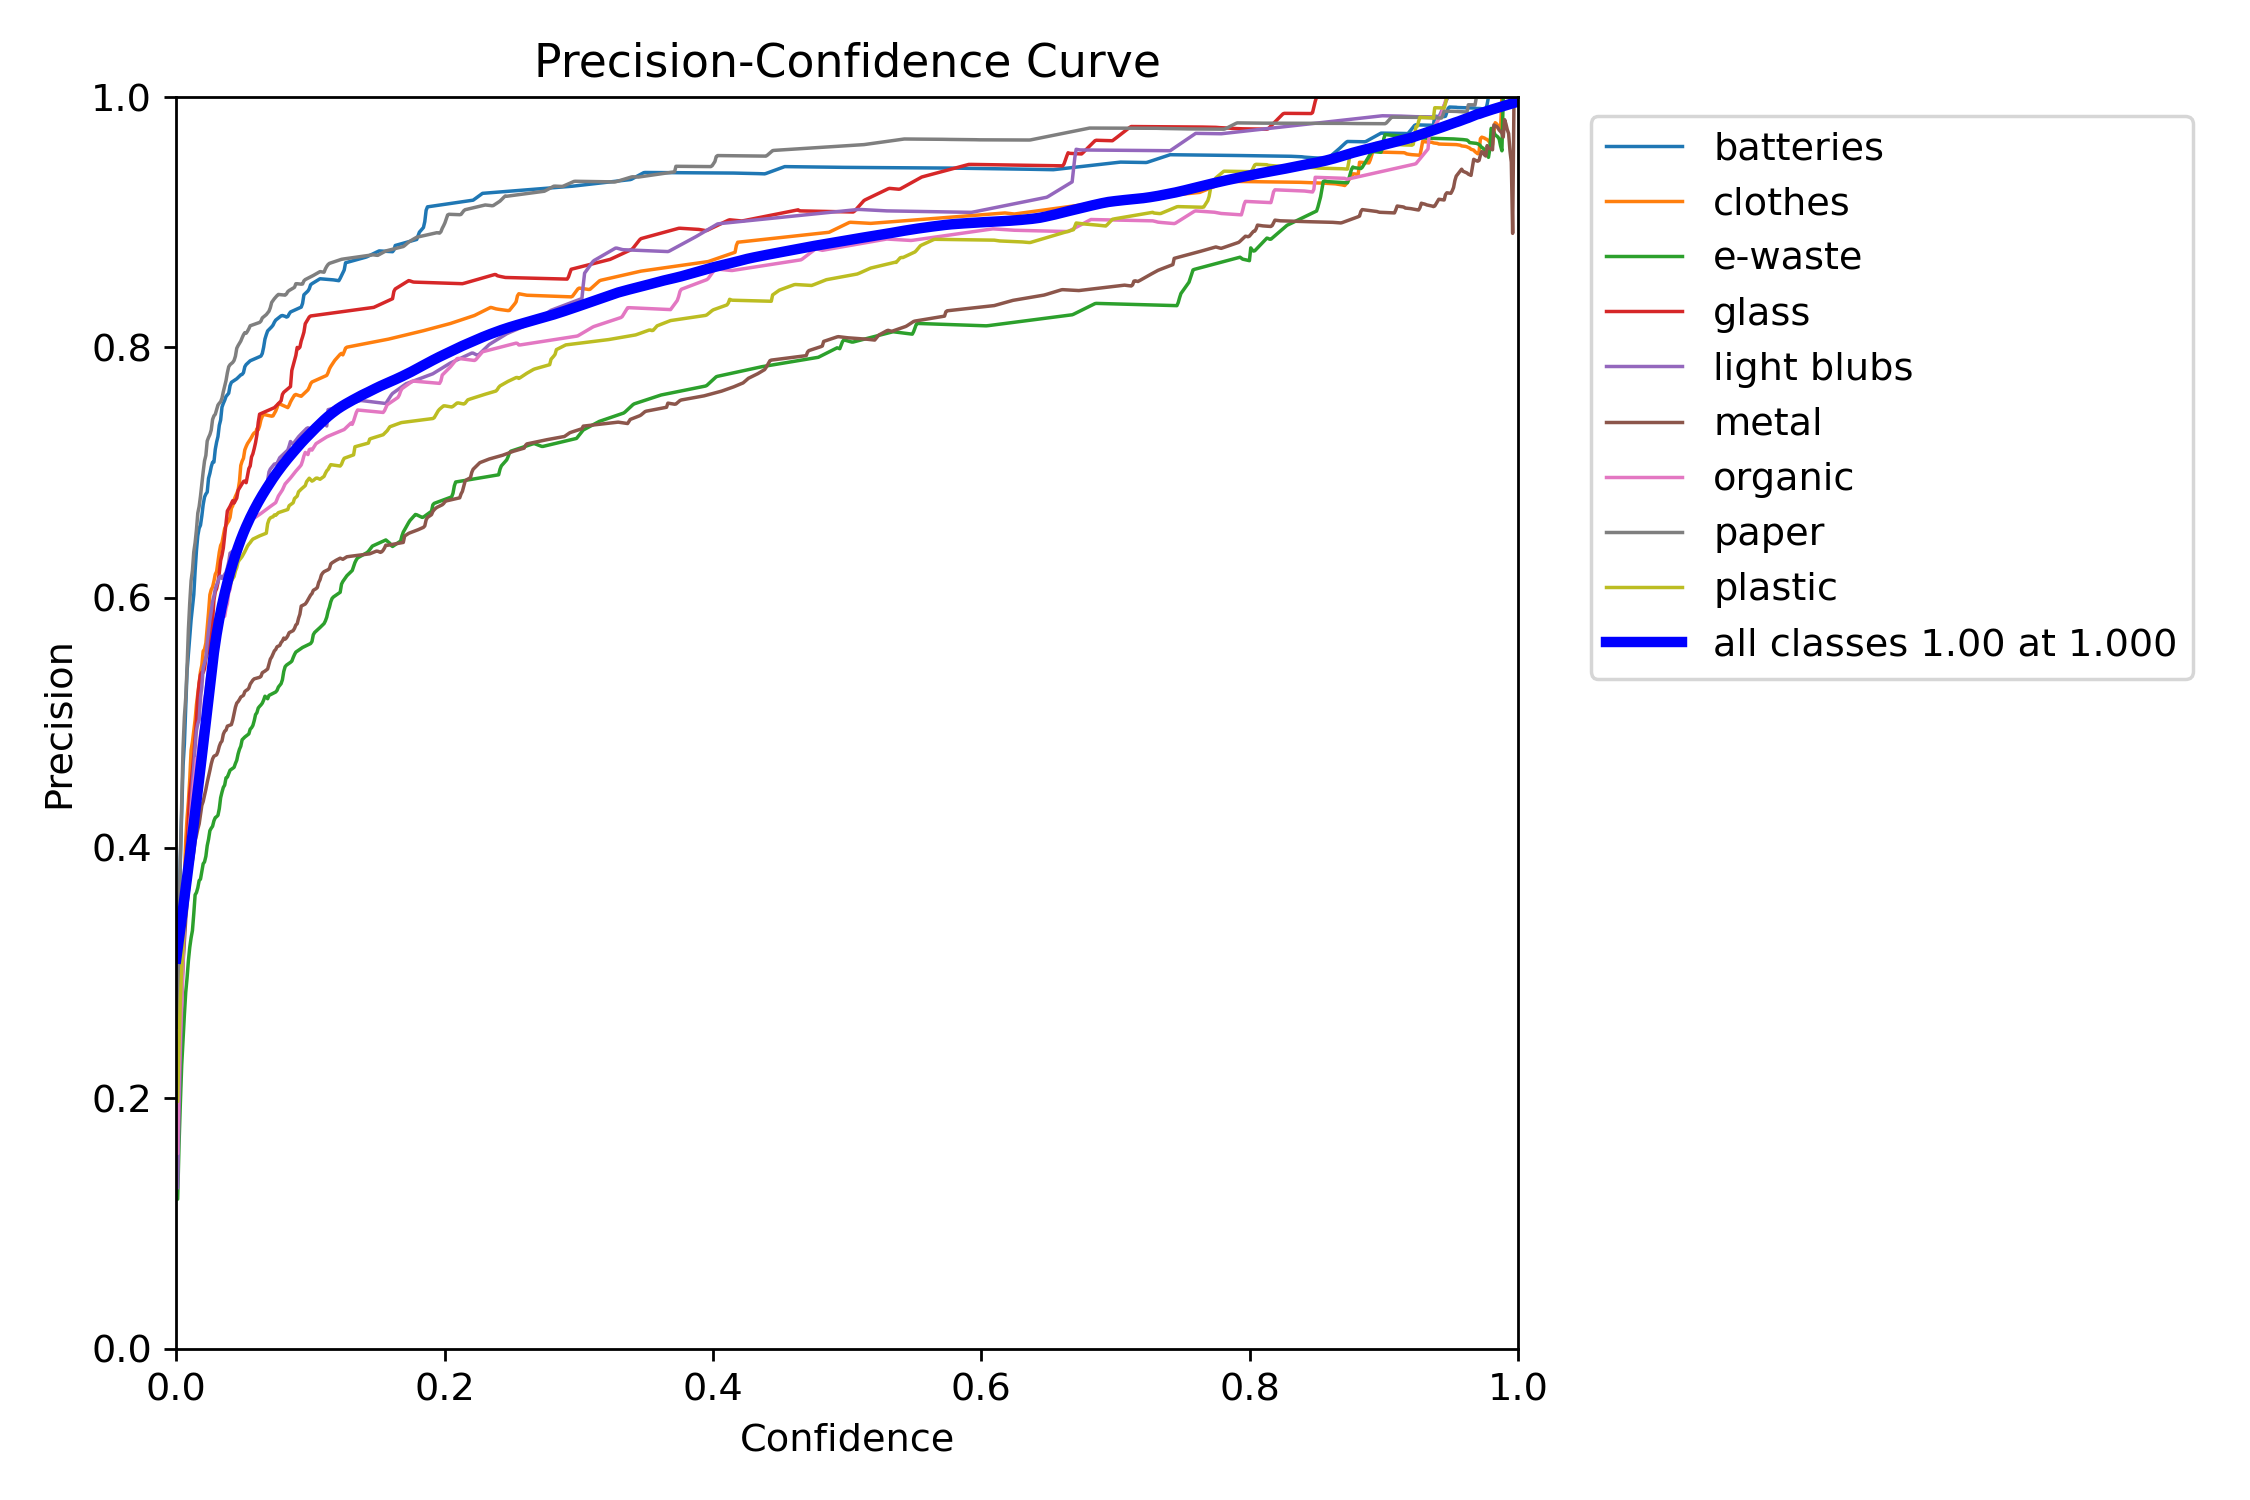 Precision-Confidence Curve
1.0
0.8
0.6
0.4
0.2
0.0
Precision
0.0 0.2 0.4 0.6 0.8 1.0
Confidence
batteries
clothes
e-waste
glass
light blubs
metal
organic
paper
plastic
all classes 1.00 at 1.000